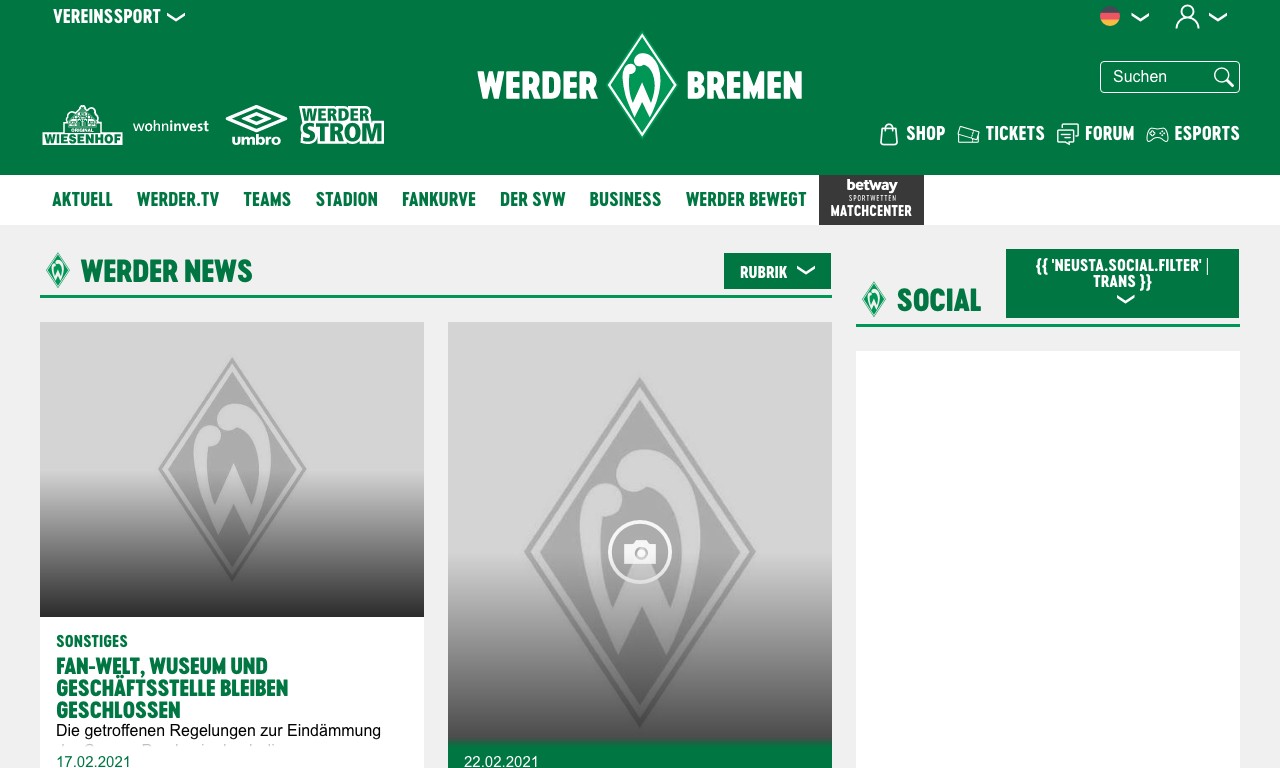 VEREINSSPORT
WERDER BREMEN
Suchen
ORIGINAL
WIESENHOF
wohninvest
umbro
WERDER
STROM
SHOP
TICKETS
FORUM
ESPORTS
AKTUELL
WERDER.TV
TEAMS
STADION
FANKURVE
DER SVW
BUSINESS
WERDER BEWEGT
betway
SPORTWETTEN
MATCHCENTER
WERDER NEWS
RUBRIK
SOCIAL
{{ 'NEUSTA.SOCIAL.FILTER' |
TRANS }}
SONSTIGES
FAN-WELT, WUSEUM UND
GESCHÄFTSSTELLE BLEIBEN
GESCHLOSSEN
Die getroffenen Regelungen zur Eindämmung
17.02.2021
22.02.2021